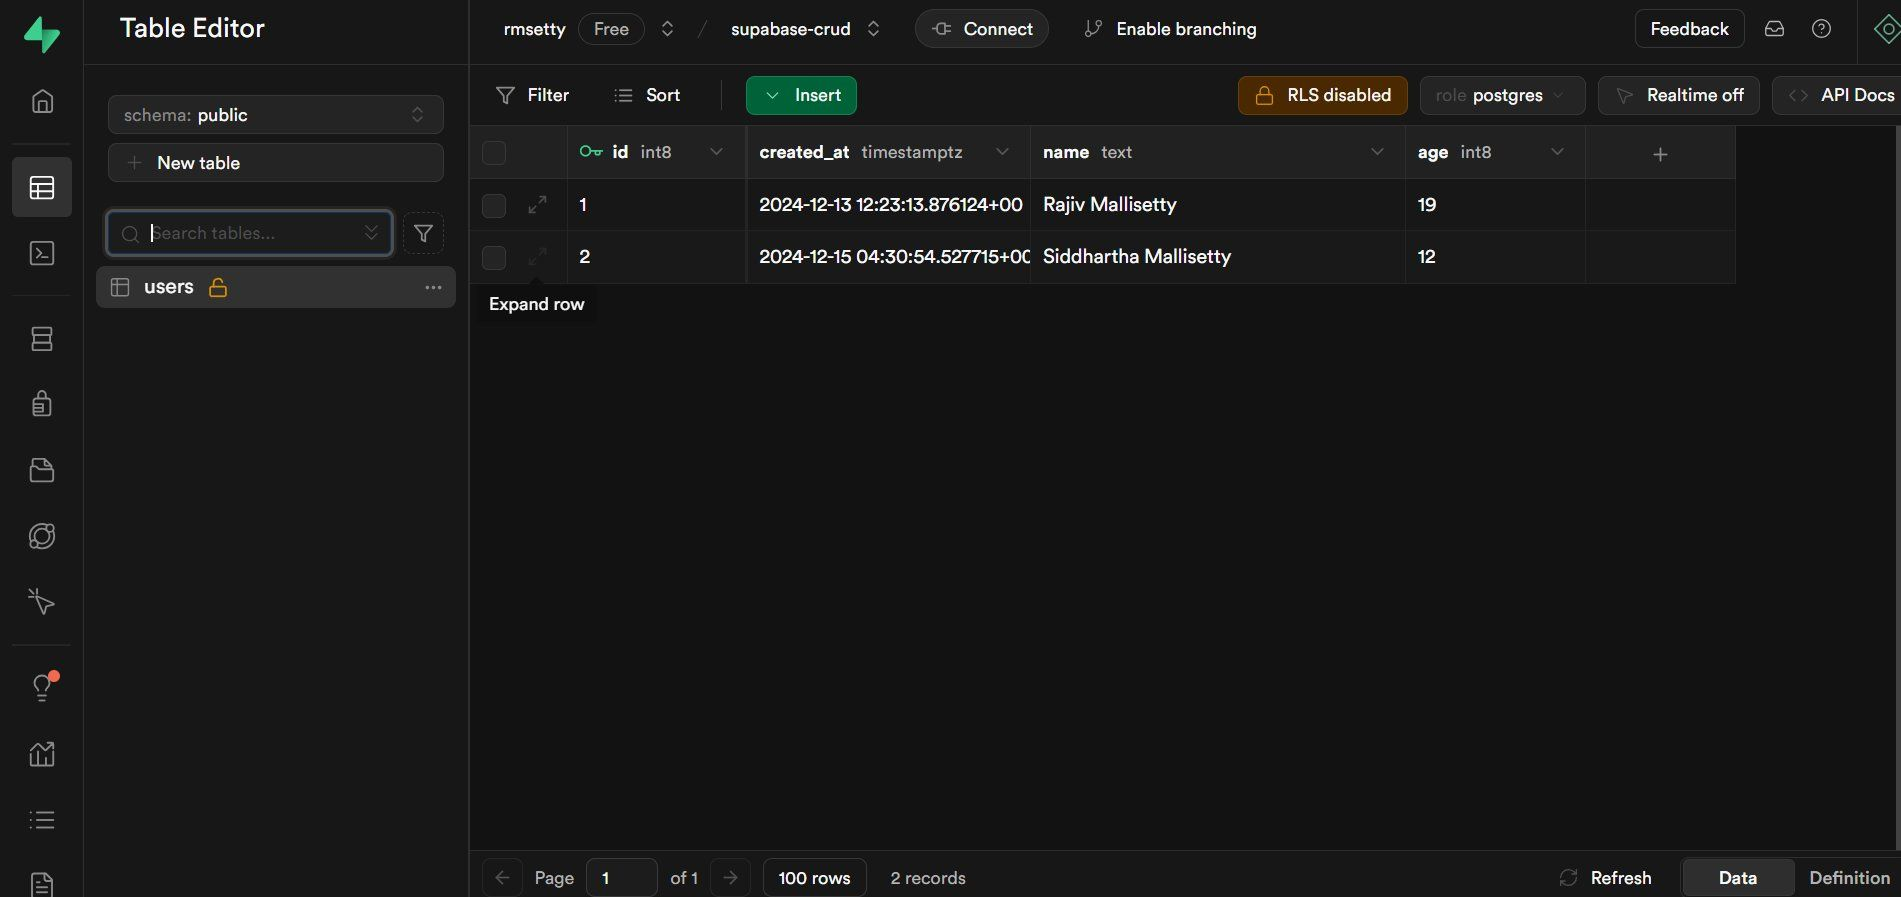 Table Editor
rmsetty Free / supabase-crud Connect Enable branching Feedback
schema: public
New table
Search tables...
users
Filter Sort Insert RLS disabled role postgres Realtime off <> API Docs
id int8 created_at timestamptz name text age int8 +
1 2024-12-13 12:23:13.876124+00 Rajiv Mallisetty 19
2 2024-12-15 04:30:54.527715+00 Siddhartha Mallisetty 12
Expand row
Page 1 of 1 100 rows 2 records Refresh Data Definition